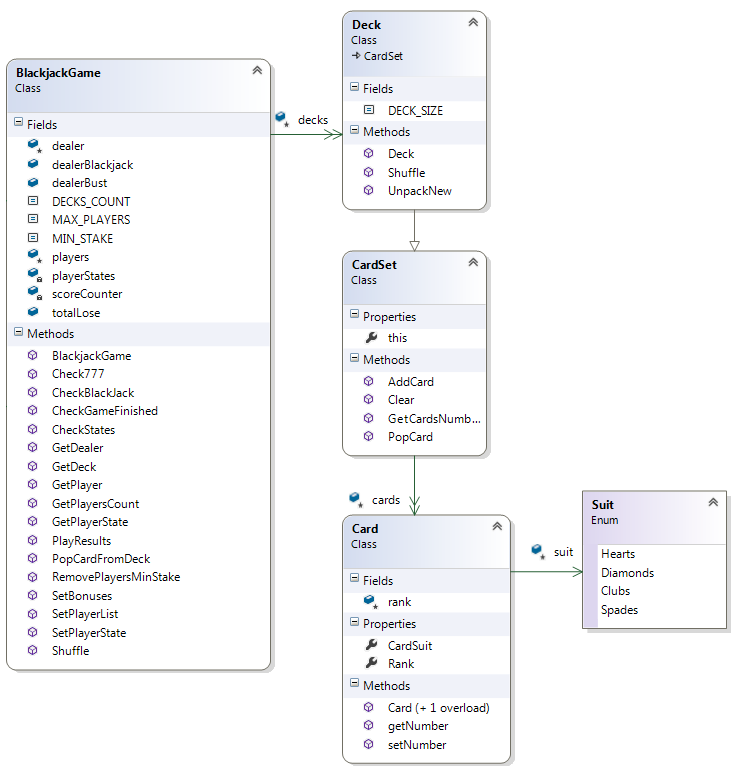 BlackjackGame
Class
Fields
dealer
dealerBlackjack
dealerBust
DECKS_COUNT
MAX_PLAYERS
MIN_STAKE
players
playerStates
scoreCounter
totalLose
Methods
BlackjackGame
Check777
CheckBlackJack
CheckGameFinished
CheckStates
GetDealer
GetDeck
GetPlayer
GetPlayersCount
GetPlayerState
PlayResults
PopCardFromDeck
RemovePlayersMinStake
SetBonuses
SetPlayerList
SetPlayerState
Shuffle
decks
Deck
Class
CardSet
Fields
DECK_SIZE
Methods
Deck
Shuffle
UnpackNew
CardSet
Class
Properties
this
Methods
AddCard
Clear
GetCardsNumb...
PopCard
cards
Card
Class
Fields
rank
Properties
CardSuit
Rank
Methods
Card (+ 1 overload)
getNumber
setNumber
suit
Suit
Enum
Hearts
Diamonds
Clubs
Spades